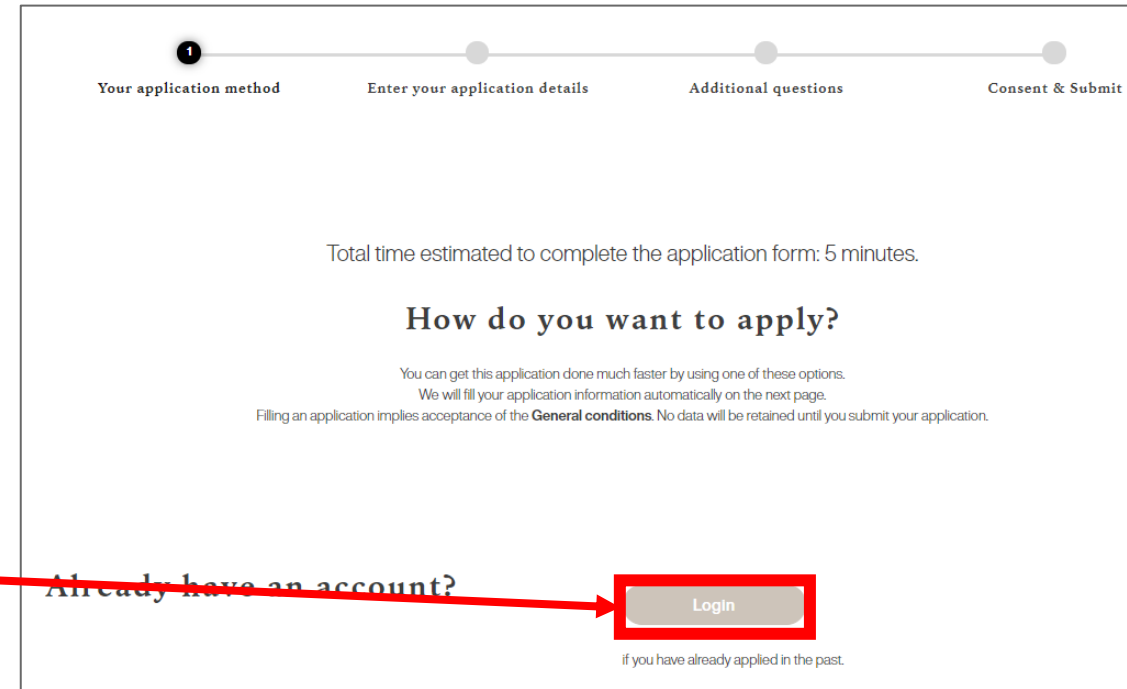 1
Your application method
Enter your application details
Additional questions
Consent & Submit
Total time estimated to complete the application form: 5 minutes.
How do you want to apply?
You can get this application done much faster by using one of these options.
We will fill your application information automatically on the next page.
Filling an application implies acceptance of the General conditions. No data will be retained until you submit your application.
Already have an account?
Login
if you have already applied in the past.